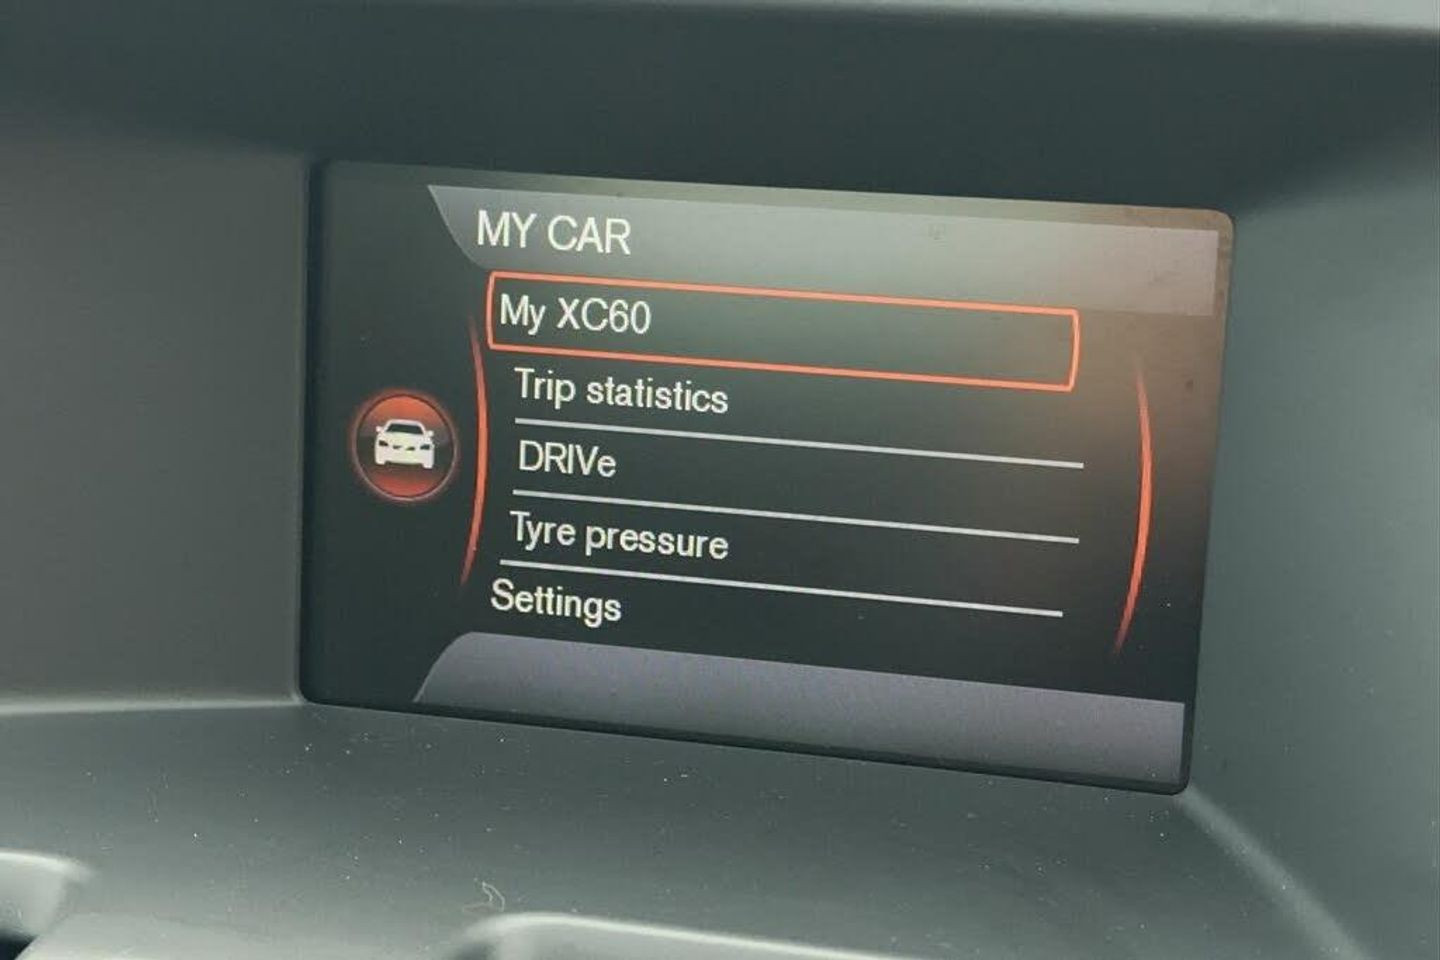 MY CAR
My XC60
Trip statistics
DRIVe
Tyre pressure
Settings